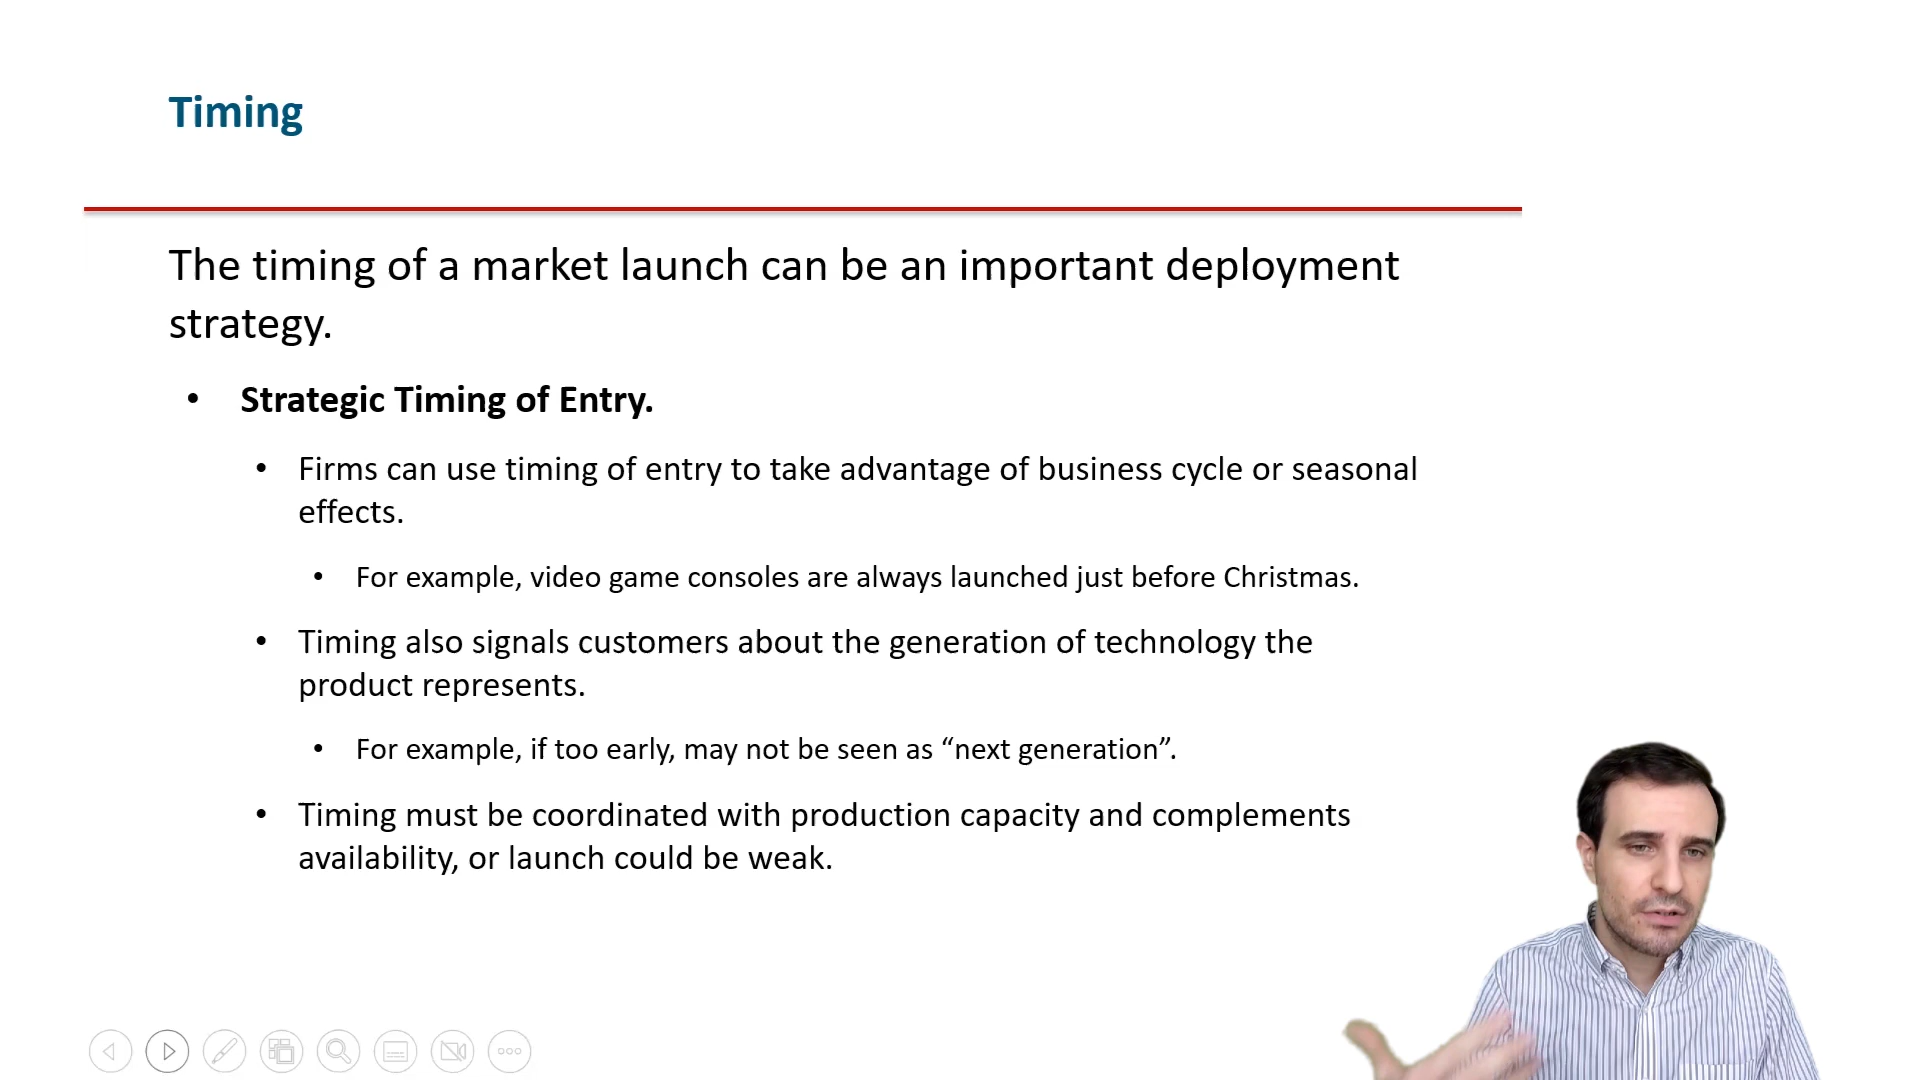 Timing
The timing of a market launch can be an important deployment
strategy.
• Strategic Timing of Entry.
• Firms can use timing of entry to take advantage of business cycle or seasonal
effects.
• For example, video game consoles are always launched just before Christmas.
• Timing also signals customers about the generation of technology the
product represents.
• For example, if too early, may not be seen as “next generation”.
• Timing must be coordinated with production capacity and complements
availability, or launch could be weak.